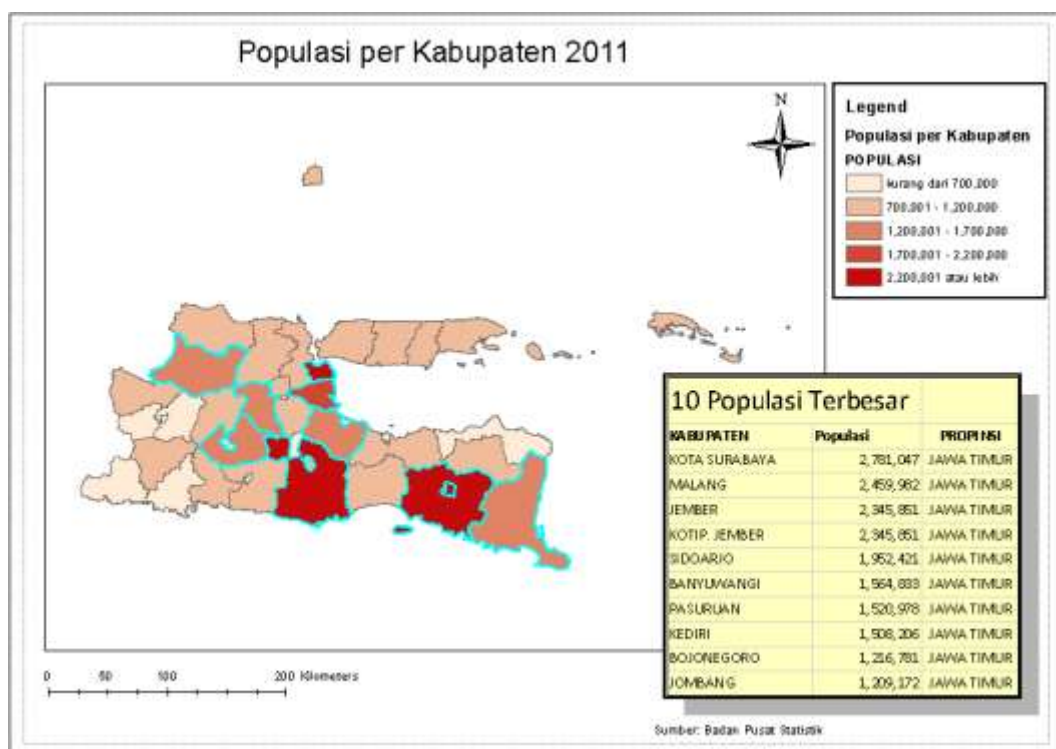 Populasi per Kabupaten 2011
N
Legend
Populasi per Kabupaten
POPULASI
kurang dari 700,000
700,001 - 1,200,000
1,200,001 - 1,700,000
1,700,001 - 2,200,000
2,200,001 atau lebih
10 Populasi Terbesar
KABUPATEN Populasi PROPINSI
KOTA SURABAYA 2,781,047 JAWA TIMUR
MALANG 2,459,982 JAWA TIMUR
JEMBER 2,345,851 JAWA TIMUR
KOTIP. JEMBER 2,345,851 JAWA TIMUR
SIDOARJO 1,952,421 JAWA TIMUR
BANYUWANGI 1,564,833 JAWA TIMUR
PASURUAN 1,520,978 JAWA TIMUR
KEDIRI 1,508,206 JAWA TIMUR
BOJONEGORO 1,216,781 JAWA TIMUR
JOMBANG 1,209,172 JAWA TIMUR
0 50 100 200 Kilometers
Sumber: Badan Pusat Statistik